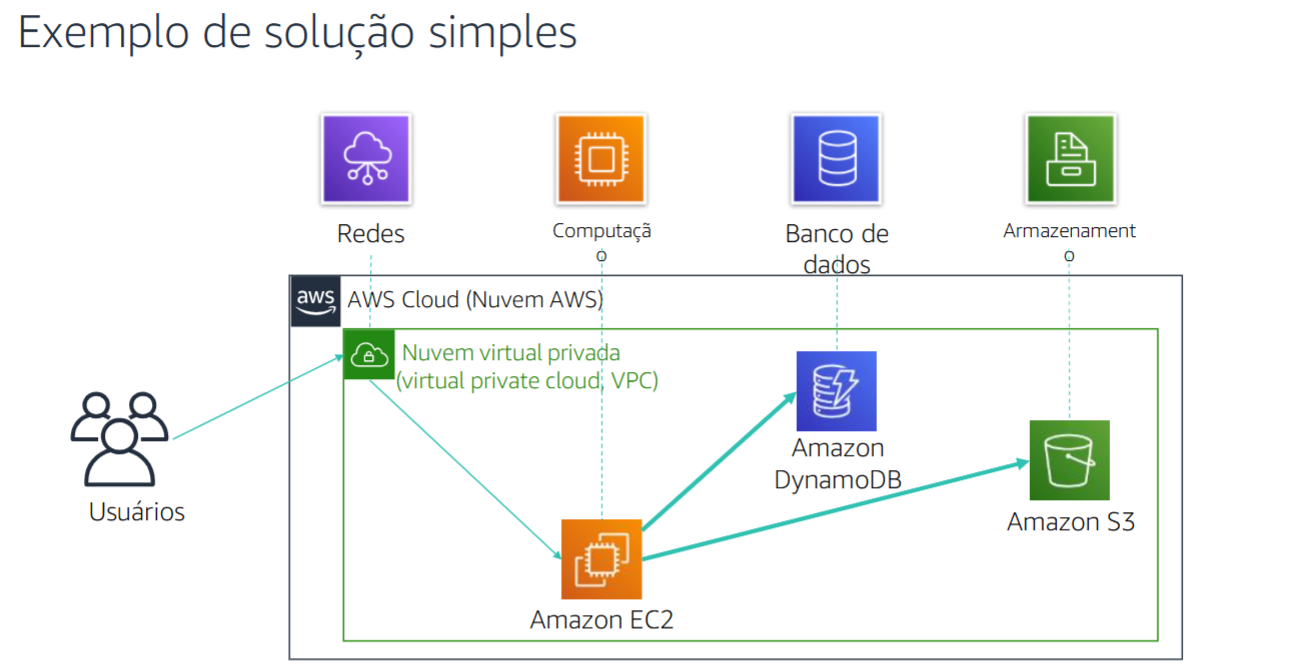 Exemplo de solução simples
Redes
Computaçã
o
Banco de
dados
Armazenament
o
aws
AWS Cloud (Nuvem AWS)
Nuvem virtual privada
(virtual private cloud, VPC)
Usuários
Amazon
DynamoDB
Amazon S3
Amazon EC2